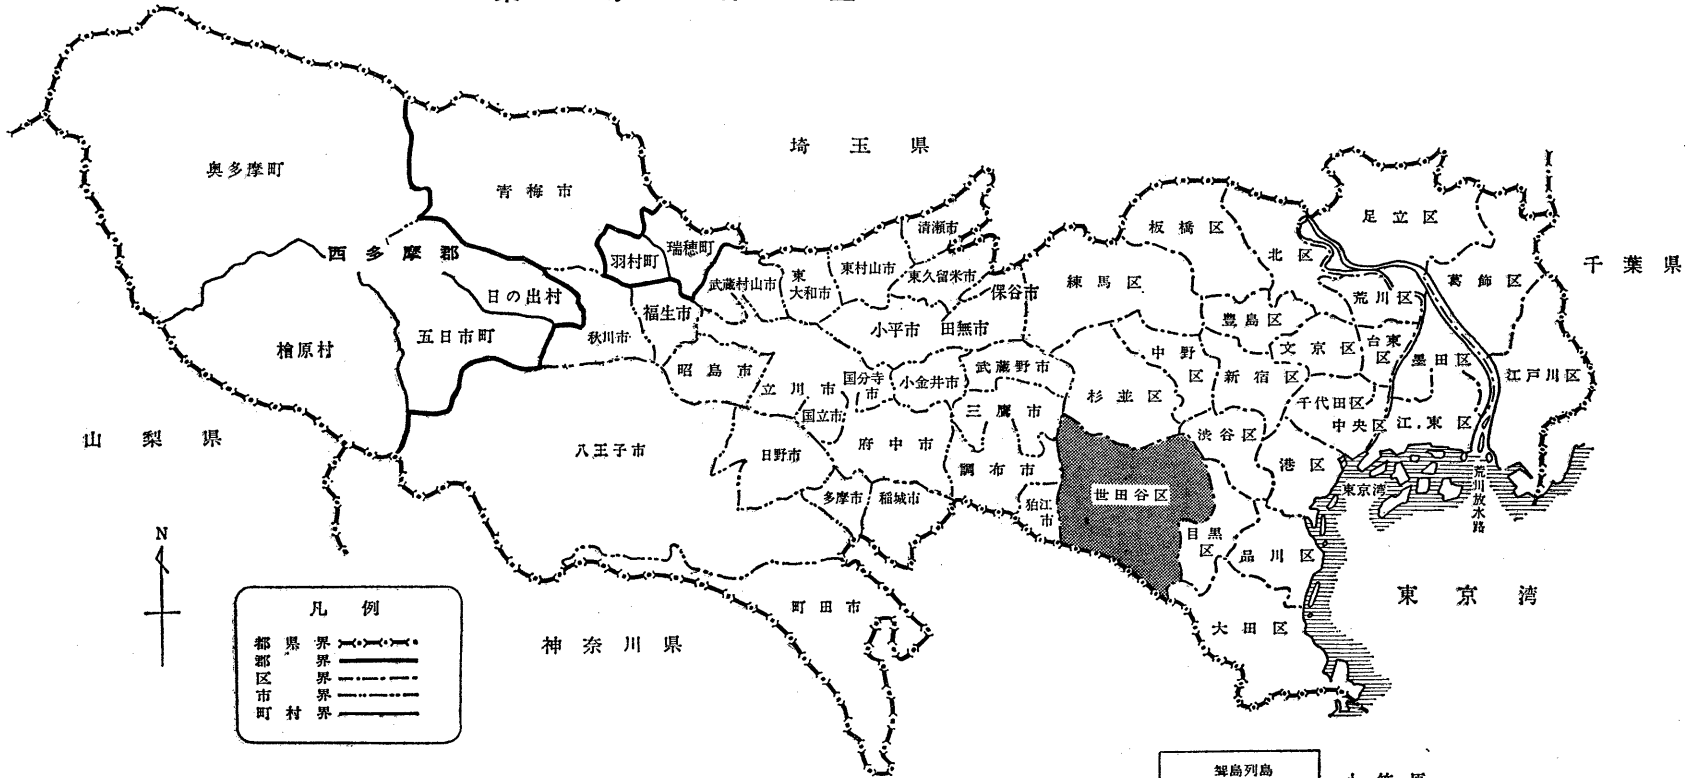 埼玉県
奥多摩町
青梅市
西多摩郡
羽村町
瑞穂町
日の出村
五日市町
檜原村
福生市
秋川市
武蔵村山市
東
大和市
東村山市
清瀬市
東久留米市
保谷市
小平市
田無市
昭島市
立川市
国分寺
市
小金井市
武蔵野市
三鷹市
国立市
府中市
調布市
狛江
市
八王子市
日野市
多摩市
稲城市
町田市
山梨県
神奈川県
千葉県
板橋区
北区
足立区
葛飾区
練馬区
荒川区
豊島区
文京区
台東
区
墨田区
江戸川区
中野
区
新宿区
杉並区
千代田区
中央区
江東区
渋谷区
港区
世田谷区
目黒
区
品川区
大田区
東京湾
荒川放水路
東京湾
N
凡例
都県界
郡界
区界
市界
町村界
聟島列島